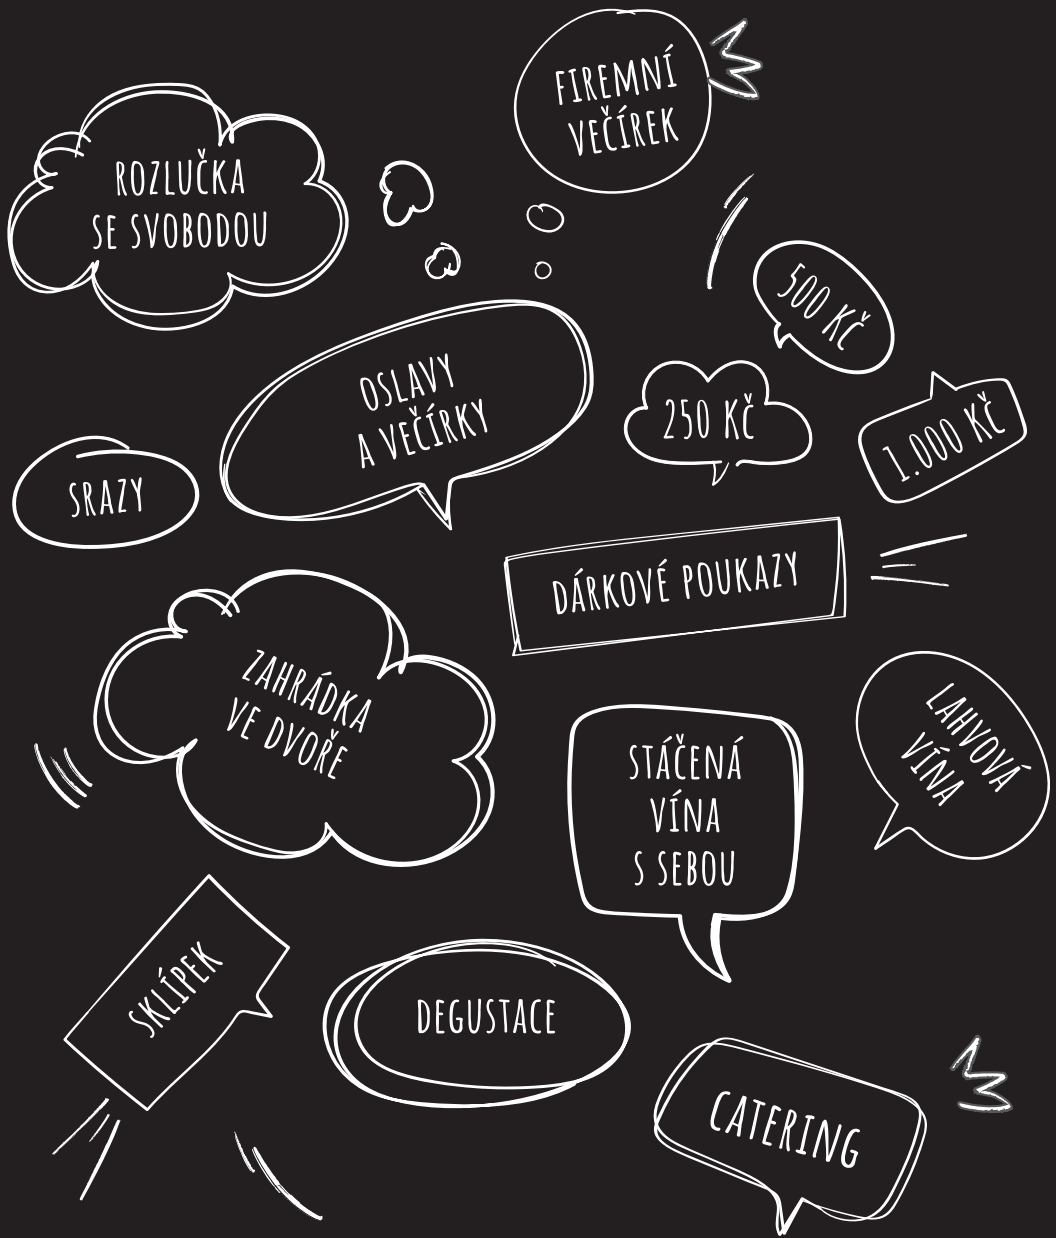 FIREMNÍ
VEČÍREK
ROZLUČKA
SE SVOBODOU
500 KČ
OSLAVY
A VEČÍRKY
250 KČ
1.000 KČ
SRAZY
DÁRKOVÉ POUKAZY
ZAHRÁDKA
VE DVOŘE
LAHVOVÁ
VÍNA
STÁČENÁ
VÍNA
S SEBOU
SKLÍPEK
DEGUSTACE
CATERING